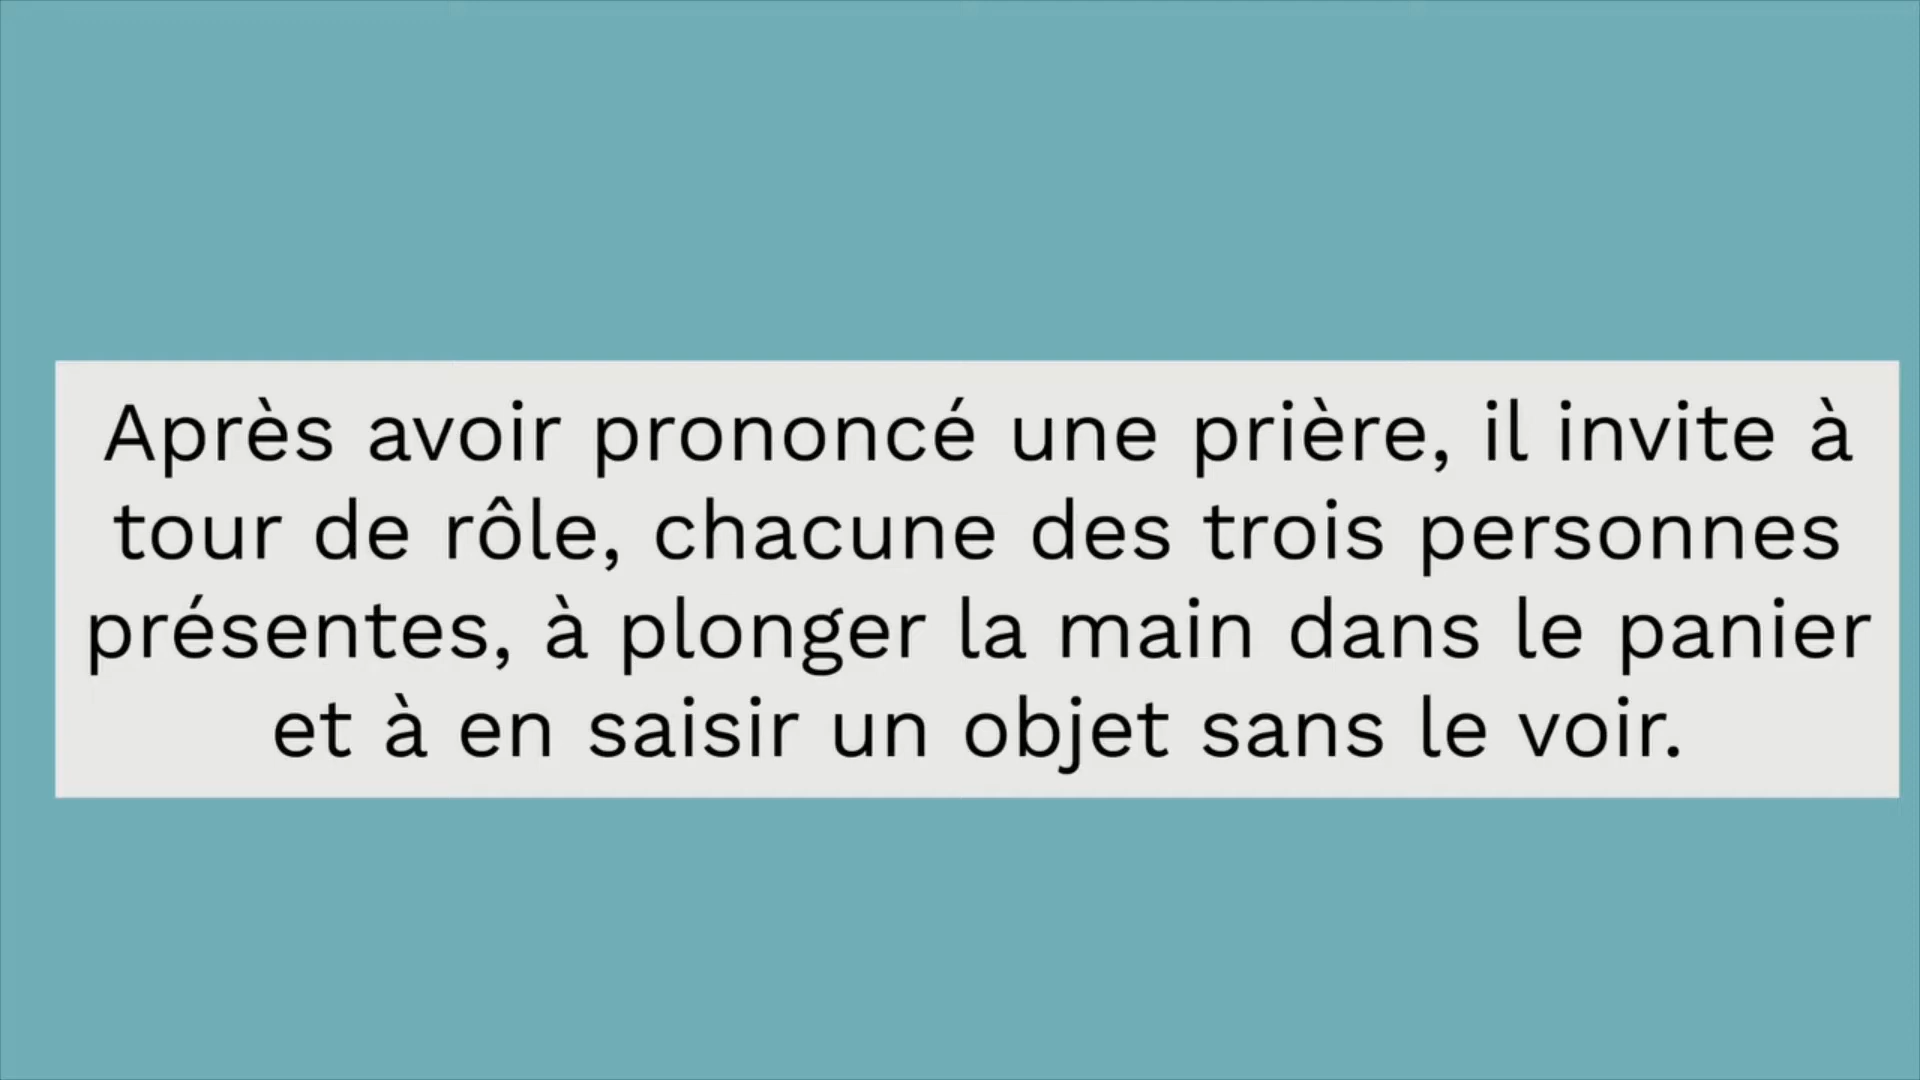 Après avoir prononcé une prière, il invite à
tour de rôle, chacune des trois personnes
présentes, à plonger la main dans le panier
et à en saisir un objet sans le voir.